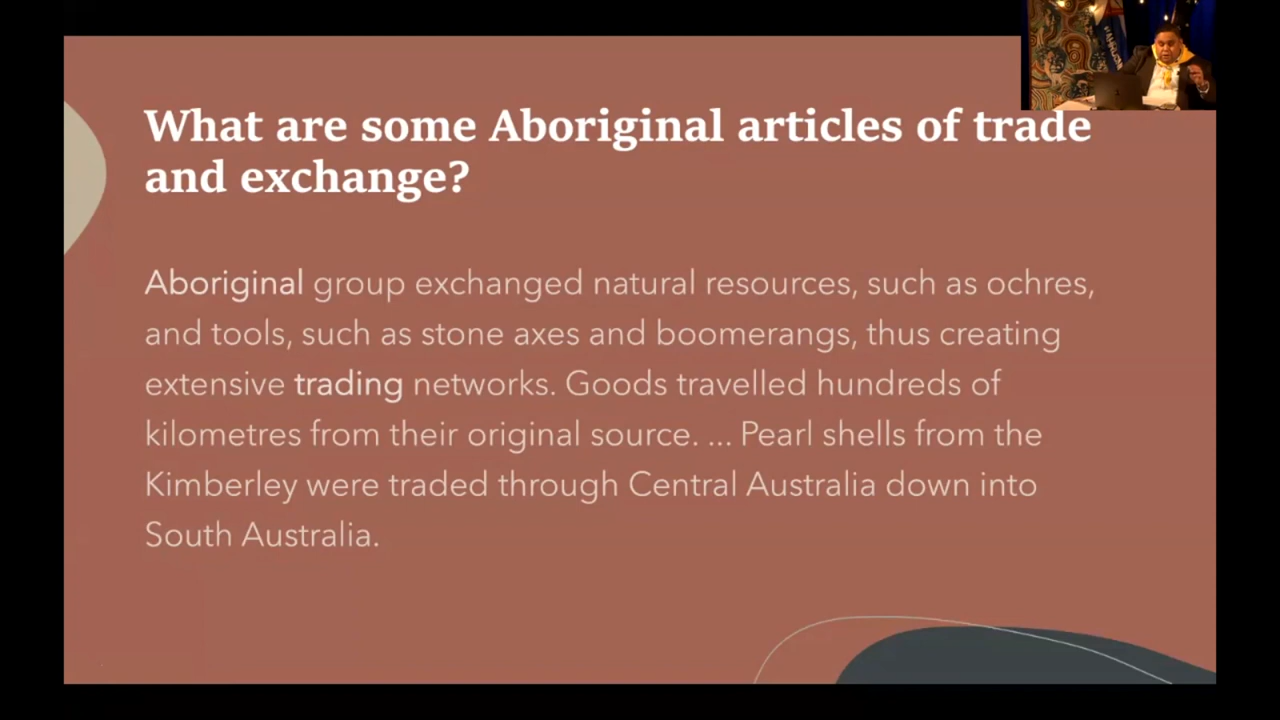 What are some Aboriginal articles of trade
and exchange?
Aboriginal group exchanged natural resources, such as ochres,
and tools, such as stone axes and boomerangs, thus creating
extensive trading networks. Goods travelled hundreds of
kilometres from their original source. ... Pearl shells from the
Kimberley were traded through Central Australia down into
South Australia.